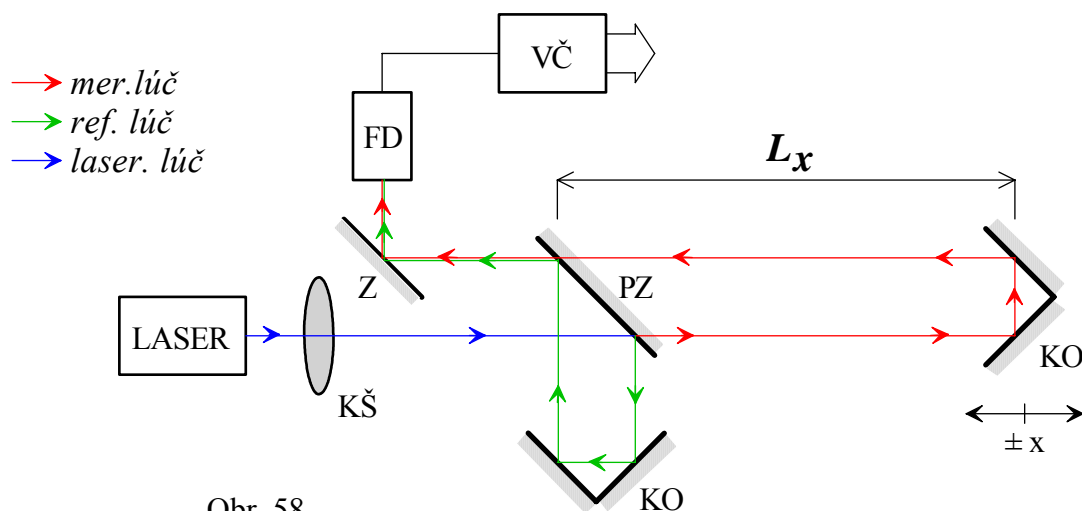 VČ
mer.lúč
ref. lúč
laser. lúč
FD
Lx
Z
PZ
LASER
KŠ
KO
± x
KO
Obr. 58